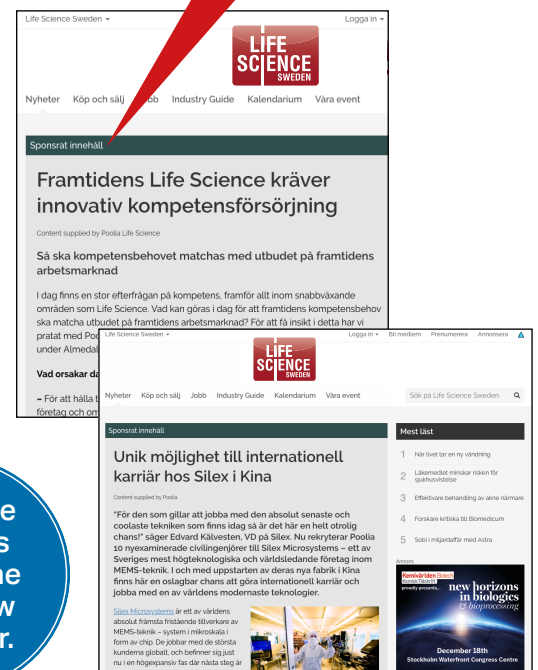 Life Science Sweden
Logga in
LIFE
SCIENCE
SWEDEN
Nyheter Köp och sälj Jobb Industry Guide Kalendarium Våra event
Sponsrat innehåll
Framtidens Life Science kräver
innovativ kompetensförsörjning
Content supplied by Poolia Life Science
Så ska kompetensbehovet matchas med utbudet på framtidens
arbetsmarknad
I dag finns en stor efterfrågan på kompetens, framför allt inom snabbväxande
områden som Life Science. Vad kan göras i dag för att framtidens kompetensbehov
ska matcha utbudet på framtidens arbetsmarknad? För att få insikt i detta har vi
pratat med
under
Vad orsakar
– För att hålla
företag och
Life Science Sweden
Logga in Bli medlem Prenumerera Annonsera
LIFE
SCIENCE
SWEDEN
Nyheter Köp och sälj Jobb Industry Guide Kalendarium Våra event
Sök på Life Science Sweden
Sponsrat innehåll
Unik möjlighet till internationell
karriär hos Silex i Kina
Content supplied by Poolia
"För den som gillar att jobba med den absolut senaste och
coolaste tekniken som finns idag så är det här en helt otrolig
chans!" säger Edvard Kälvesten, VD på Silex. Nu rekryterar Poolia
10 nyexaminerade civilingenjörer till Silex Microsystems – ett av
Sveriges mest högteknologiska och världsledande företag inom
MEMS-teknik. I och med uppstarten av deras nya fabrik i Kina
finns här en oslagbar chans att göra internationell karriär och
jobba med en av världens modernaste teknologier.
Silex Microsystems är ett av världens
absolut främsta fristående tillverkare av
MEMS-teknik – system i mikroskala i
form av chip. De jobbar med de största
kunderna globalt, och befinner sig just
nu i en högexpansiv fas där nästa steg är
Mest läst
1 När livet tar en ny vändning
2 Läkemedlet minskar risken för
sjukhusvistelse
3 Effektivare behandling av akne närmare
4 Forskare kritiska till Biomedicum
5 Sobi i miljardaffär med Astra
Annons
Kemivärlden Biotech
Kemisk Tidskrift
proudly presents...
new horizons
in biologics
& bioprocessing
December 18th
Stockholm Waterfront Congress Centre